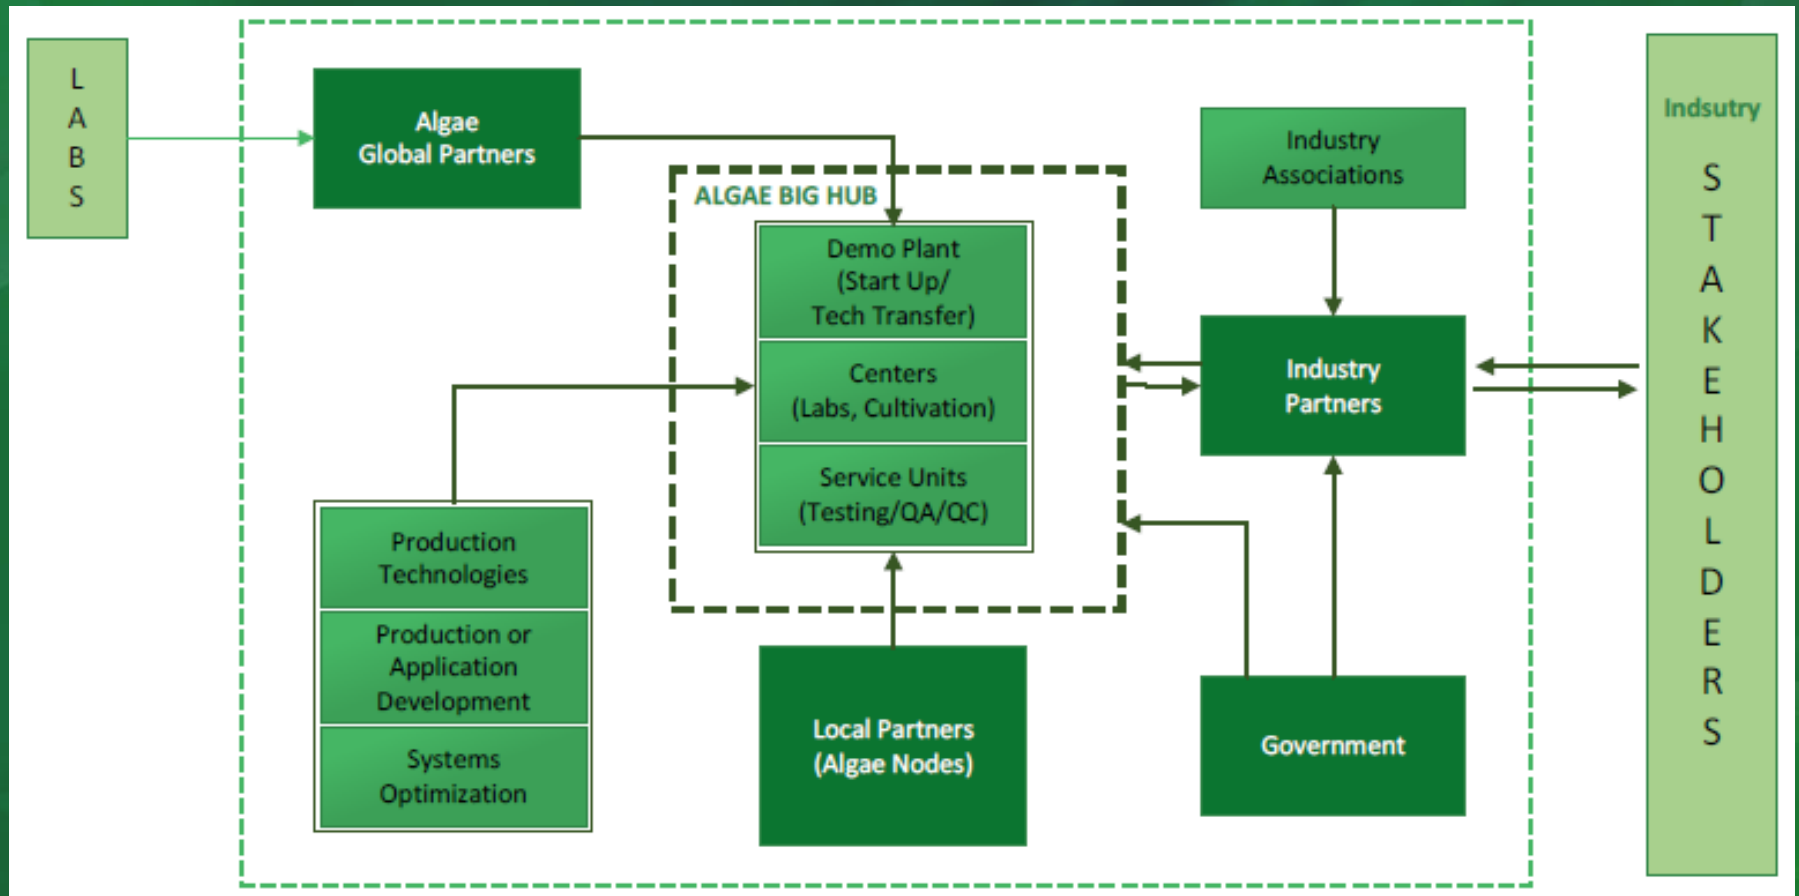 L
A
B
S
Algae
Global Partners
ALGAE BIG HUB
Demo Plant
(Start Up/
Tech Transfer)
Centers
(Labs, Cultivation)
Service Units
(Testing/QA/QC)
Production
Technologies
Production or
Application
Development
Systems
Optimization
Local Partners
(Algae Nodes)
Industry
Associations
Industry
Partners
Government
Indsutry
S
T
A
K
E
H
O
L
D
E
R
S